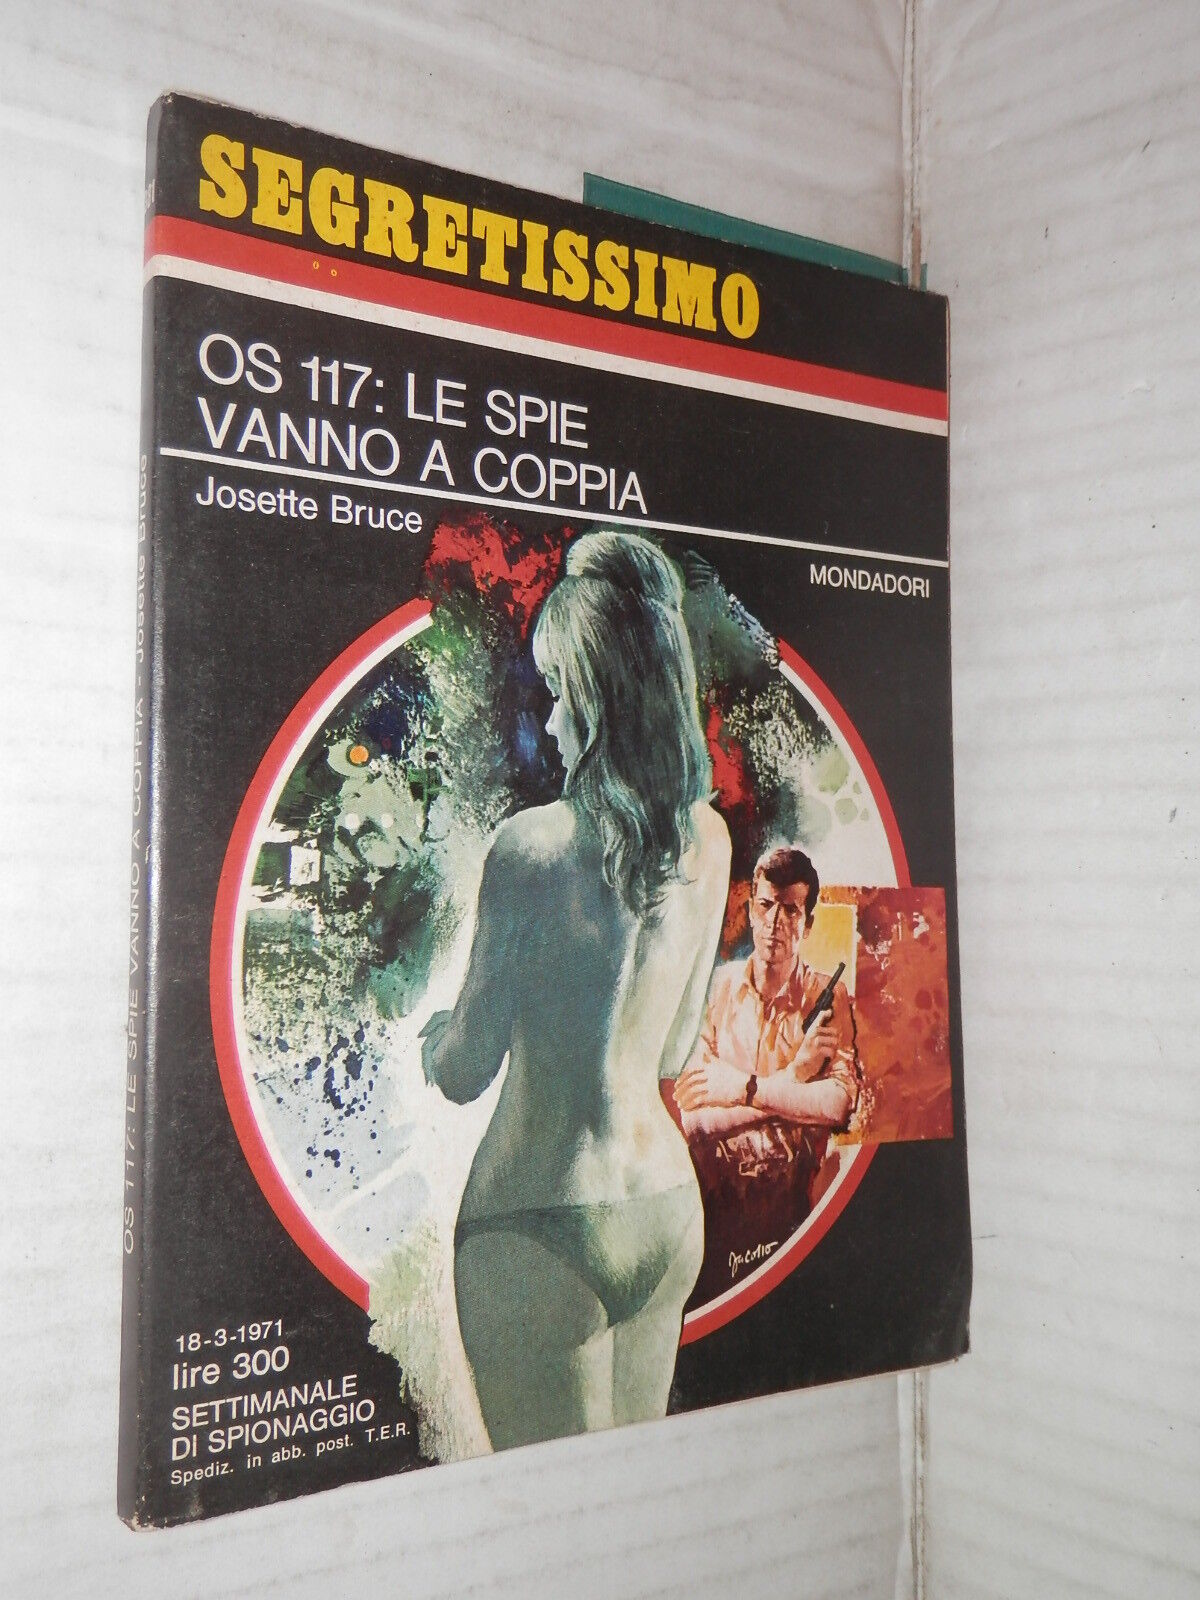 SEGRETISSIMO
OS 117: LE SPIE
VANNO A COPPIA
Josette Bruce
MONDADORI
Jacono
18-3-1971
lire 300
SETTIMANALE
DI SPIONAGGIO
Spediz. in abb. post. T.E.R.
OS 117: LE SPIE VANNO A COPPIA - Josette Bruce